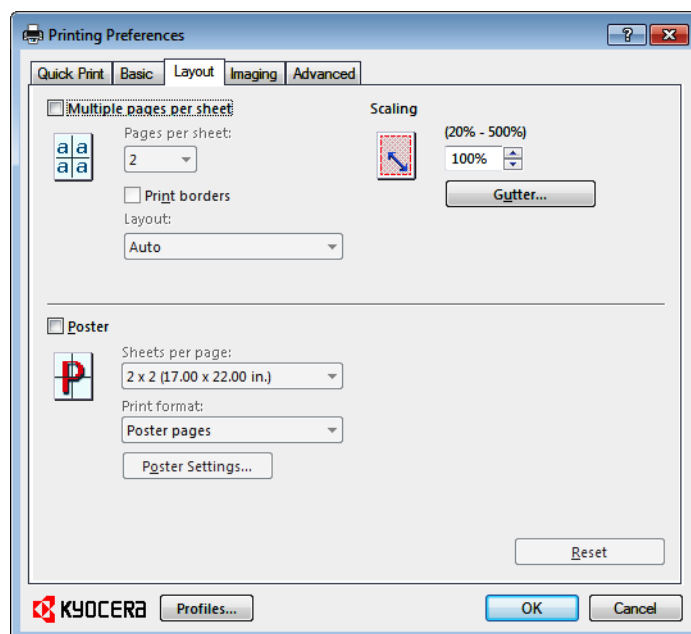 Printing Preferences
Quick Print Basic Layout Imaging Advanced
Multiple pages per sheet
Pages per sheet:
a a
a a
2
Print borders
Layout:
Auto
Scaling
(20% - 500%)
100%
Gutter...
Poster
P
Sheets per page:
2 x 2 (17.00 x 22.00 in.)
Print format:
Poster pages
Poster Settings...
Reset
KYOCERA Profiles... OK Cancel